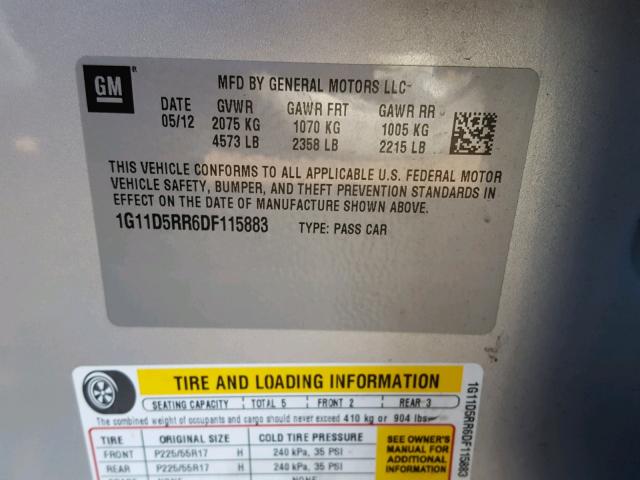 GM ®
MFD BY GENERAL MOTORS LLC
DATE GVWR GAWR FRT GAWR RR
05/12 2075 KG 1070 KG 1005 KG
4573 LB 2358 LB 2215 LB
THIS VEHICLE CONFORMS TO ALL APPLICABLE U.S. FEDERAL MOTOR
VEHICLE SAFETY, BUMPER, AND THEFT PREVENTION STANDARDS IN
EFFECT ON THE DATE OF MANUFACTURE SHOWN ABOVE.
1G11D5RR6DF115883 TYPE: PASS CAR
TIRE AND LOADING INFORMATION
SEATING CAPACITY TOTAL 5 FRONT 2 REAR 3
The combined weight of occupants and cargo should never exceed 410 kg or 904 lbs.
TIRE ORIGINAL SIZE COLD TIRE PRESSURE
FRONT P225/55R17 H 240 kPa, 35 PSI
REAR P225/55R17 H 240 kPa, 35 PSI
SEE OWNER'S
MANUAL FOR
ADDITIONAL
INFORMATION
1G11D5RR6DF115883